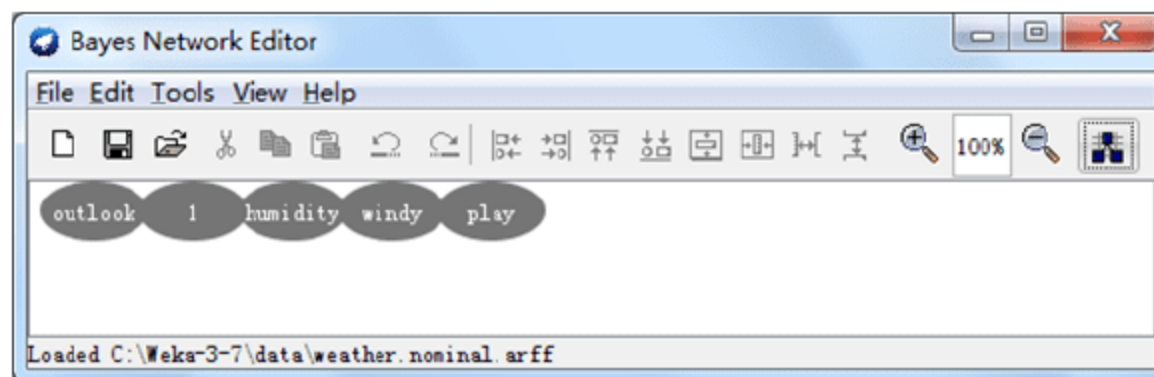 Bayes Network Editor
File Edit Tools View Help
100%
outlook 1 humidity windy play
Loaded C:\Weka-3-7\data\weather.nominal.arff